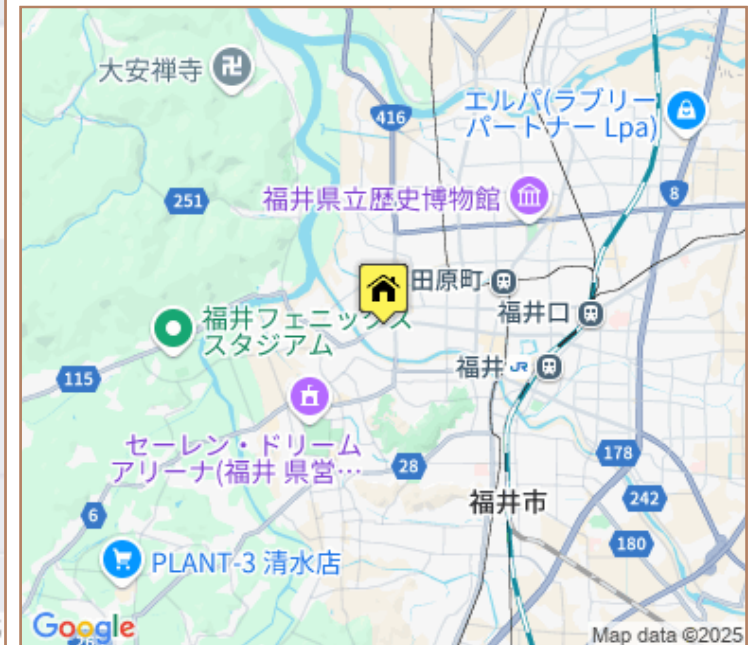 大安禅寺
416
エルパ(ラブリー
パートナー Lpa)
251
福井県立歴史博物館
8
田原町
福井フェニックス
スタジアム
福井口
福井 JR
115
セーレン・ドリーム
アリーナ(福井 県営…
28
178
福井市
242
6
180
PLANT-3 清水店
Google
Map data ©2025